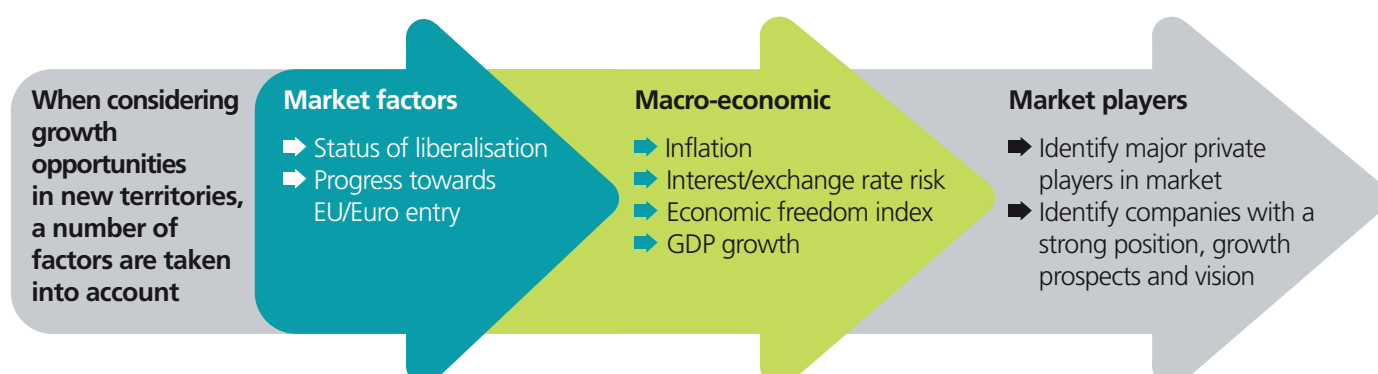 When considering
growth
opportunities
in new territories,
a number of
factors are taken
into account
Market factors
Status of liberalisation
Progress towards
EU/Euro entry
Macro-economic
Inflation
Interest/exchange rate risk
Economic freedom index
GDP growth
Market players
Identify major private
players in market
Identify companies with a
strong position, growth
prospects and vision